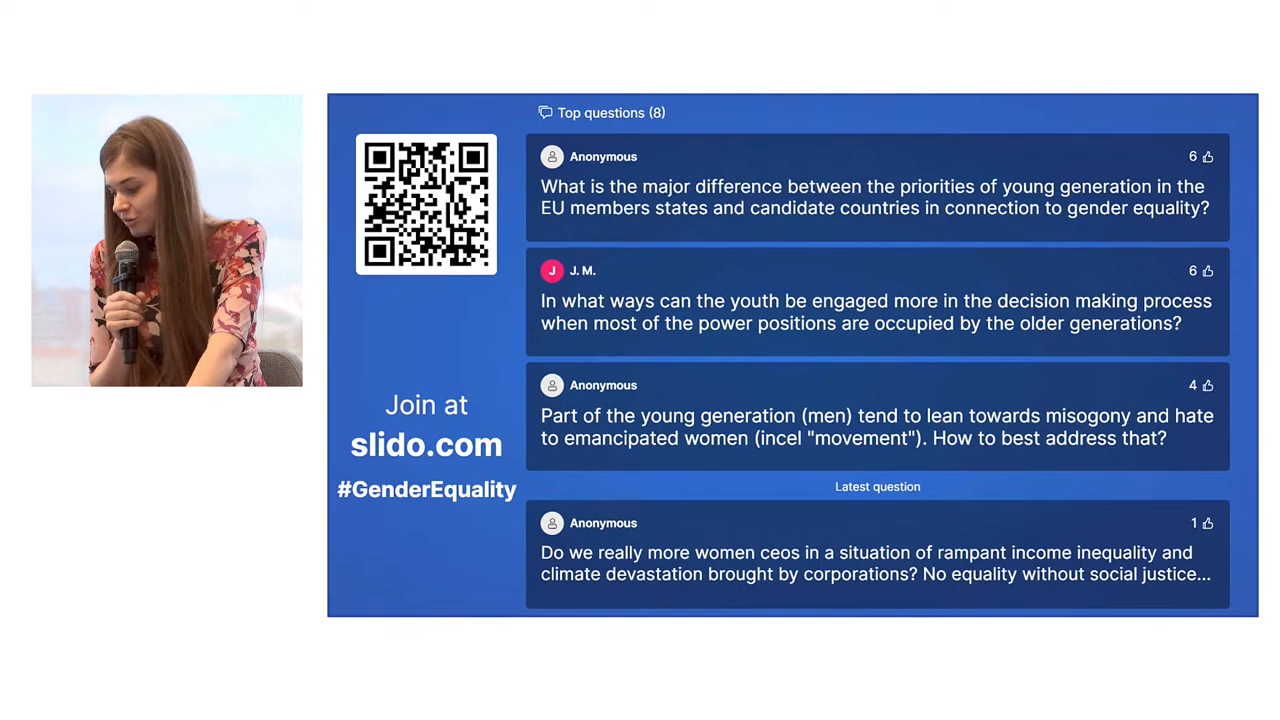 Top questions (8)
Anonymous
6
What is the major difference between the priorities of young generation in the
EU members states and candidate countries in connection to gender equality?
J
J. M.
6
In what ways can the youth be engaged more in the decision making process
when most of the power positions are occupied by the older generations?
Anonymous
4
Part of the young generation (men) tend to lean towards misogony and hate
to emancipated women (incel "movement"). How to best address that?
Latest question
Anonymous
1
Do we really more women ceos in a situation of rampant income inequality and
climate devastation brought by corporations? No equality without social justice...
Join at
slido.com
#GenderEquality